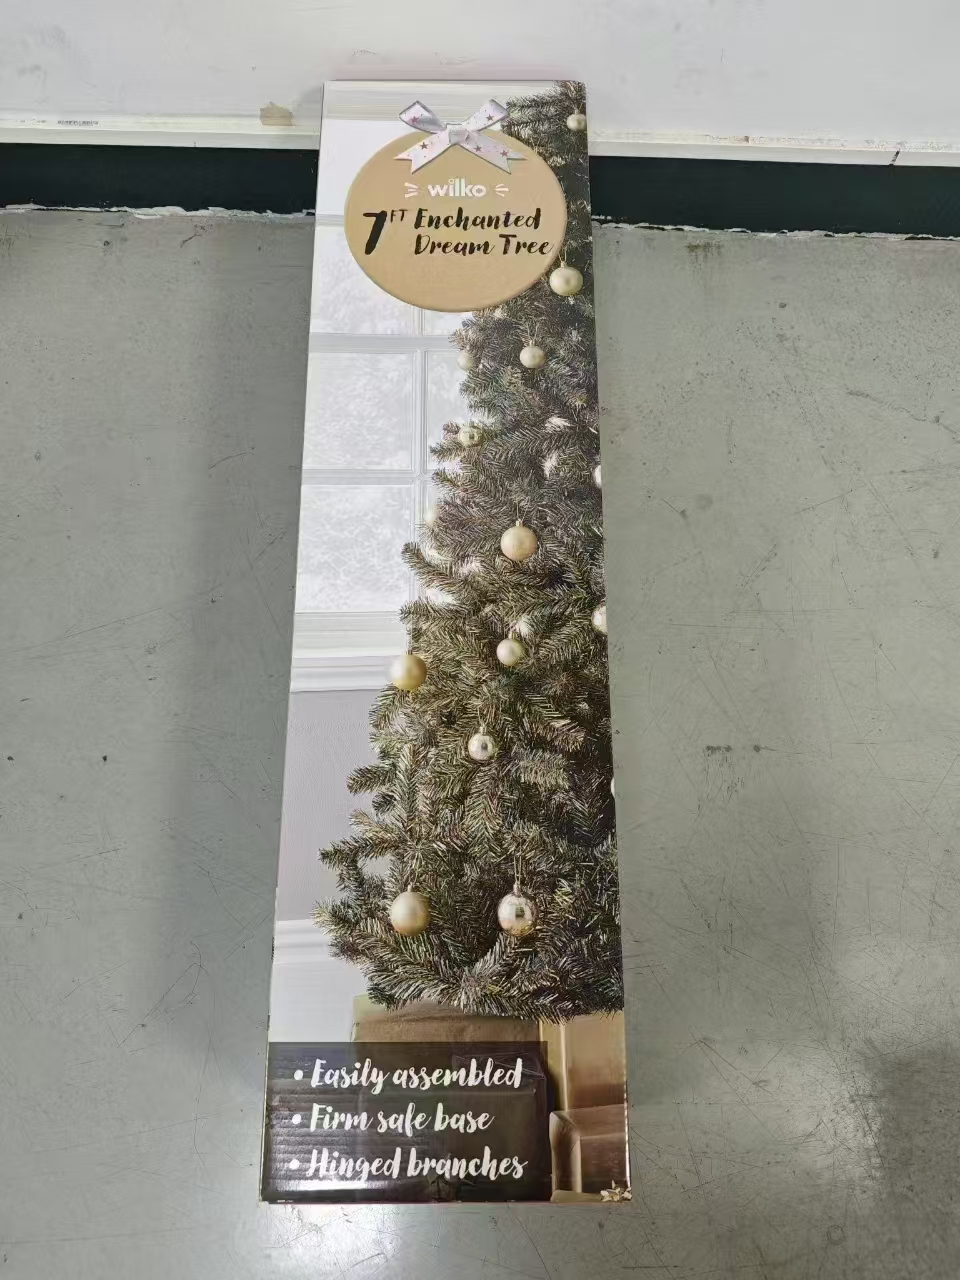 wilko
7FT Enchanted
Dream Tree
• Easily assembled
• Firm safe base
• Hinged branches